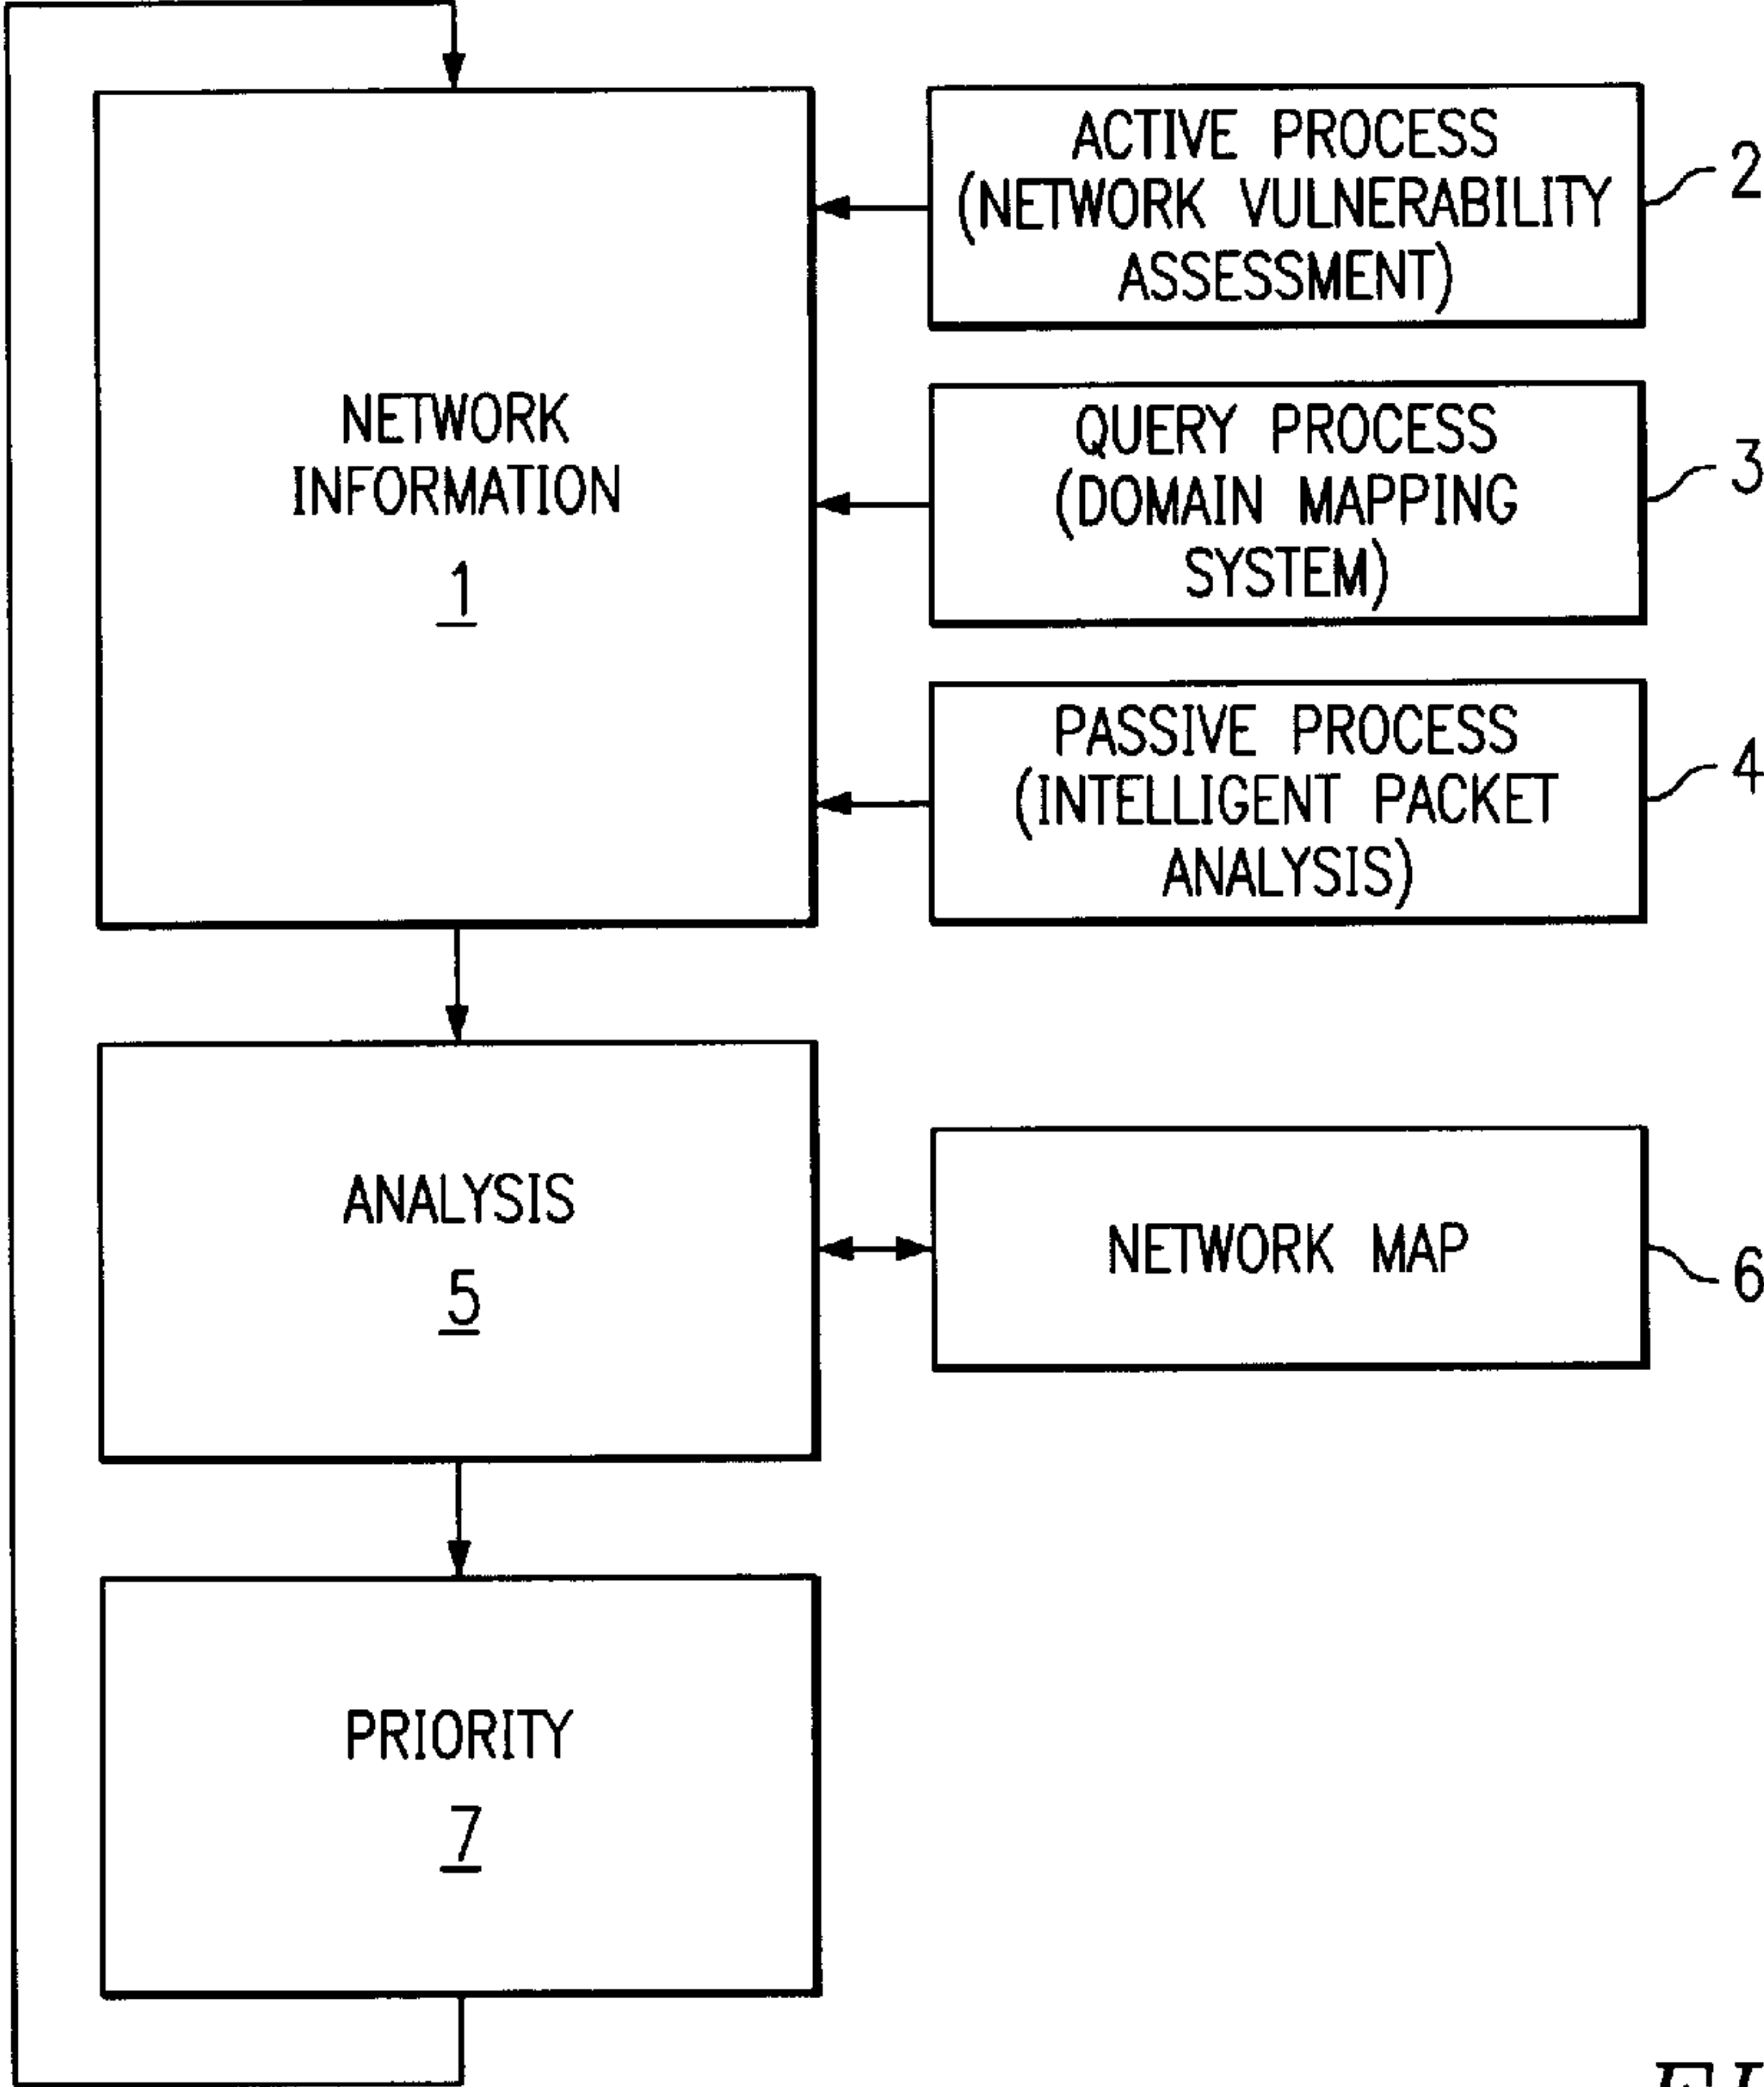 NETWORK
INFORMATION
1
ACTIVE PROCESS
(NETWORK VULNERABILITY
ASSESSMENT)
2
QUERY PROCESS
(DOMAIN MAPPING
SYSTEM)
3
PASSIVE PROCESS
(INTELLIGENT PACKET
ANALYSIS)
4
ANALYSIS
5
NETWORK MAP
6
PRIORITY
7